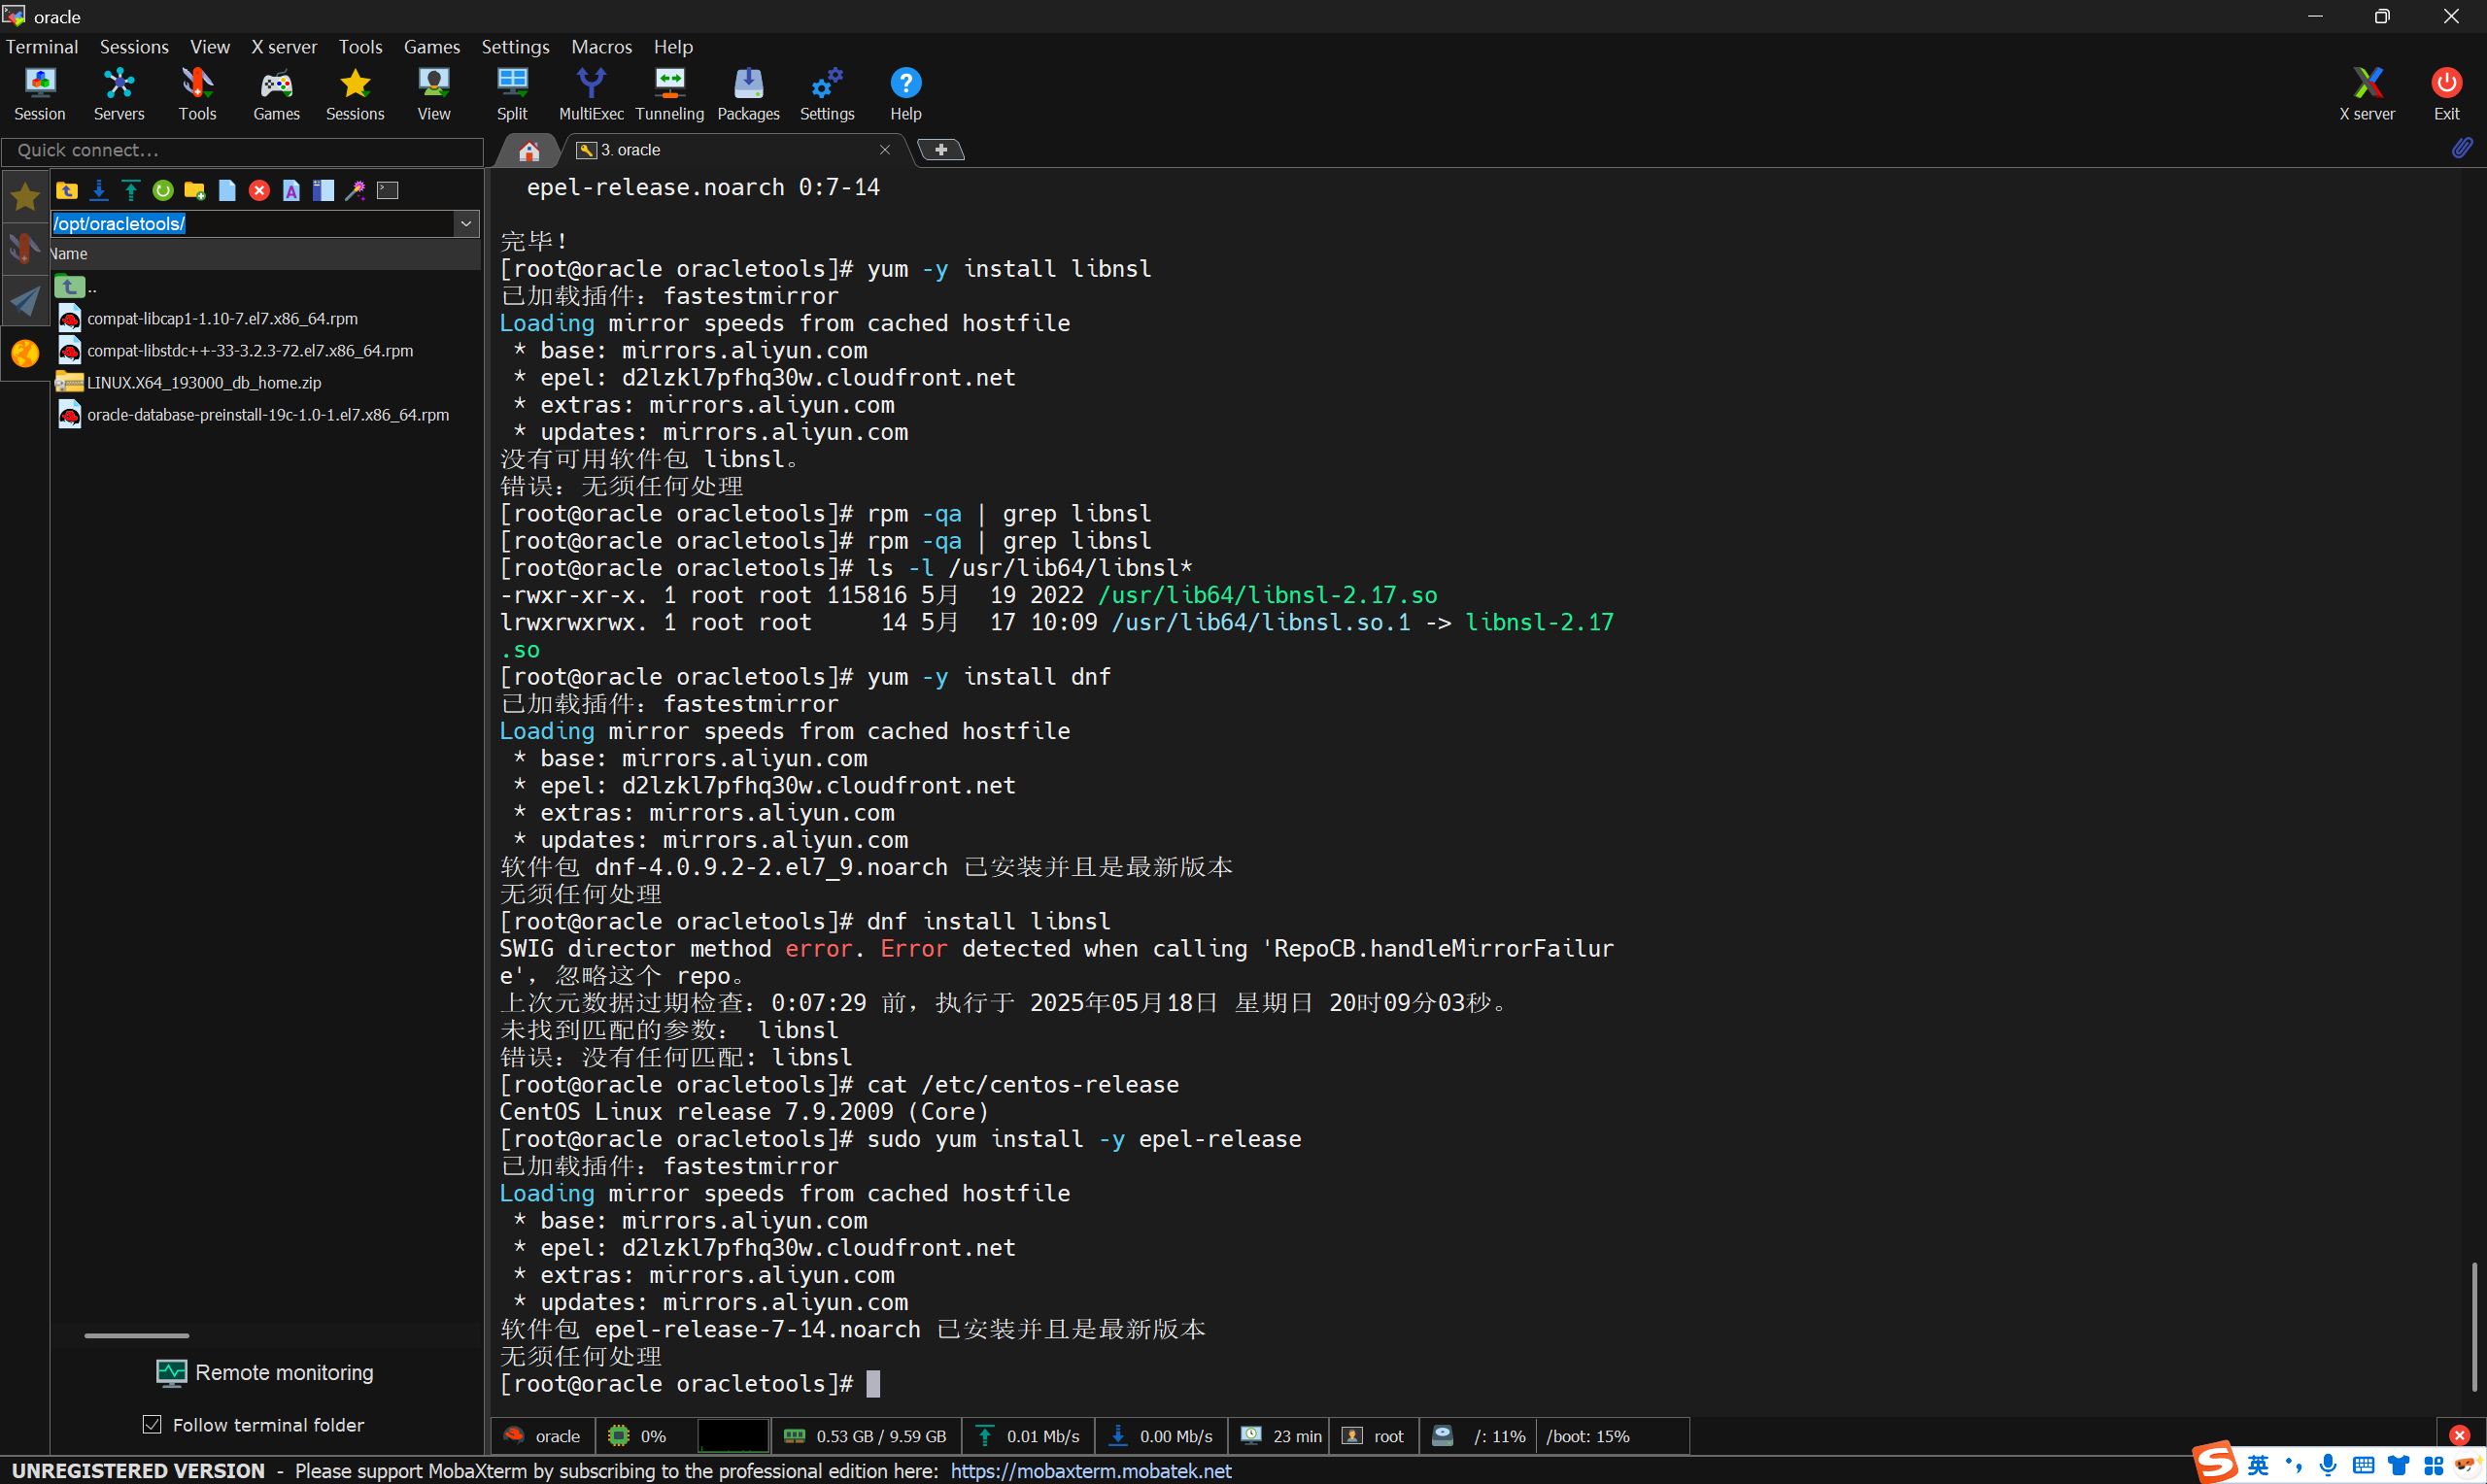 oracle
Terminal Sessions View X server Tools Games Settings Macros Help
Session Servers Tools Games Sessions View Split MultiExec Tunneling Packages Settings Help X server Exit
Quick connect...
3. oracle
/opt/oracletools/
Name
..
compat-libcap1-1.10-7.el7.x86_64.rpm
compat-libstdc++-33-3.2.3-72.el7.x86_64.rpm
LINUX.X64_193000_db_home.zip
oracle-database-preinstall-19c-1.0-1.el7.x86_64.rpm
Remote monitoring
Follow terminal folder
epel-release.noarch 0:7-14
完毕！
[root@oracle oracletools]# yum -y install libnsl
已加载插件：fastestmirror
Loading mirror speeds from cached hostfile
* base: mirrors.aliyun.com
* epel: d2lzkl7pfhq30w.cloudfront.net
* extras: mirrors.aliyun.com
* updates: mirrors.aliyun.com
没有可用软件包 libnsl。
错误：无须任何处理
[root@oracle oracletools]# rpm -qa | grep libnsl
[root@oracle oracletools]# rpm -qa | grep libnsl
[root@oracle oracletools]# ls -l /usr/lib64/libnsl*
-rwxr-xr-x. 1 root root 115816 5月 19 2022 /usr/lib64/libnsl-2.17.so
lrwxrwxrwx. 1 root root 14 5月 17 10:09 /usr/lib64/libnsl.so.1 -> libnsl-2.17
.so
[root@oracle oracletools]# yum -y install dnf
已加载插件：fastestmirror
Loading mirror speeds from cached hostfile
* base: mirrors.aliyun.com
* epel: d2lzkl7pfhq30w.cloudfront.net
* extras: mirrors.aliyun.com
* updates: mirrors.aliyun.com
软件包 dnf-4.0.9.2-2.el7_9.noarch 已安装并且是最新版本
无须任何处理
[root@oracle oracletools]# dnf install libnsl
SWIG director method error. Error detected when calling 'RepoCB.handleMirrorFailur
e'，忽略这个 repo。
上次元数据过期检查：0:07:29 前，执行于 2025年05月18日 星期日 20时09分03秒。
未找到匹配的参数： libnsl
错误：没有任何匹配: libnsl
[root@oracle oracletools]# cat /etc/centos-release
CentOS Linux release 7.9.2009 (Core)
[root@oracle oracletools]# sudo yum install -y epel-release
已加载插件：fastestmirror
Loading mirror speeds from cached hostfile
* base: mirrors.aliyun.com
* epel: d2lzkl7pfhq30w.cloudfront.net
* extras: mirrors.aliyun.com
* updates: mirrors.aliyun.com
软件包 epel-release-7-14.noarch 已安装并且是最新版本
无须任何处理
[root@oracle oracletools]#
oracle 0% 0.53 GB / 9.59 GB 0.01 Mb/s 0.00 Mb/s 23 min root /: 11% /boot: 15%
UNREGISTERED VERSION - Please support MobaXterm by subscribing to the professional edition here: https://mobaxterm.mobatek.net
英